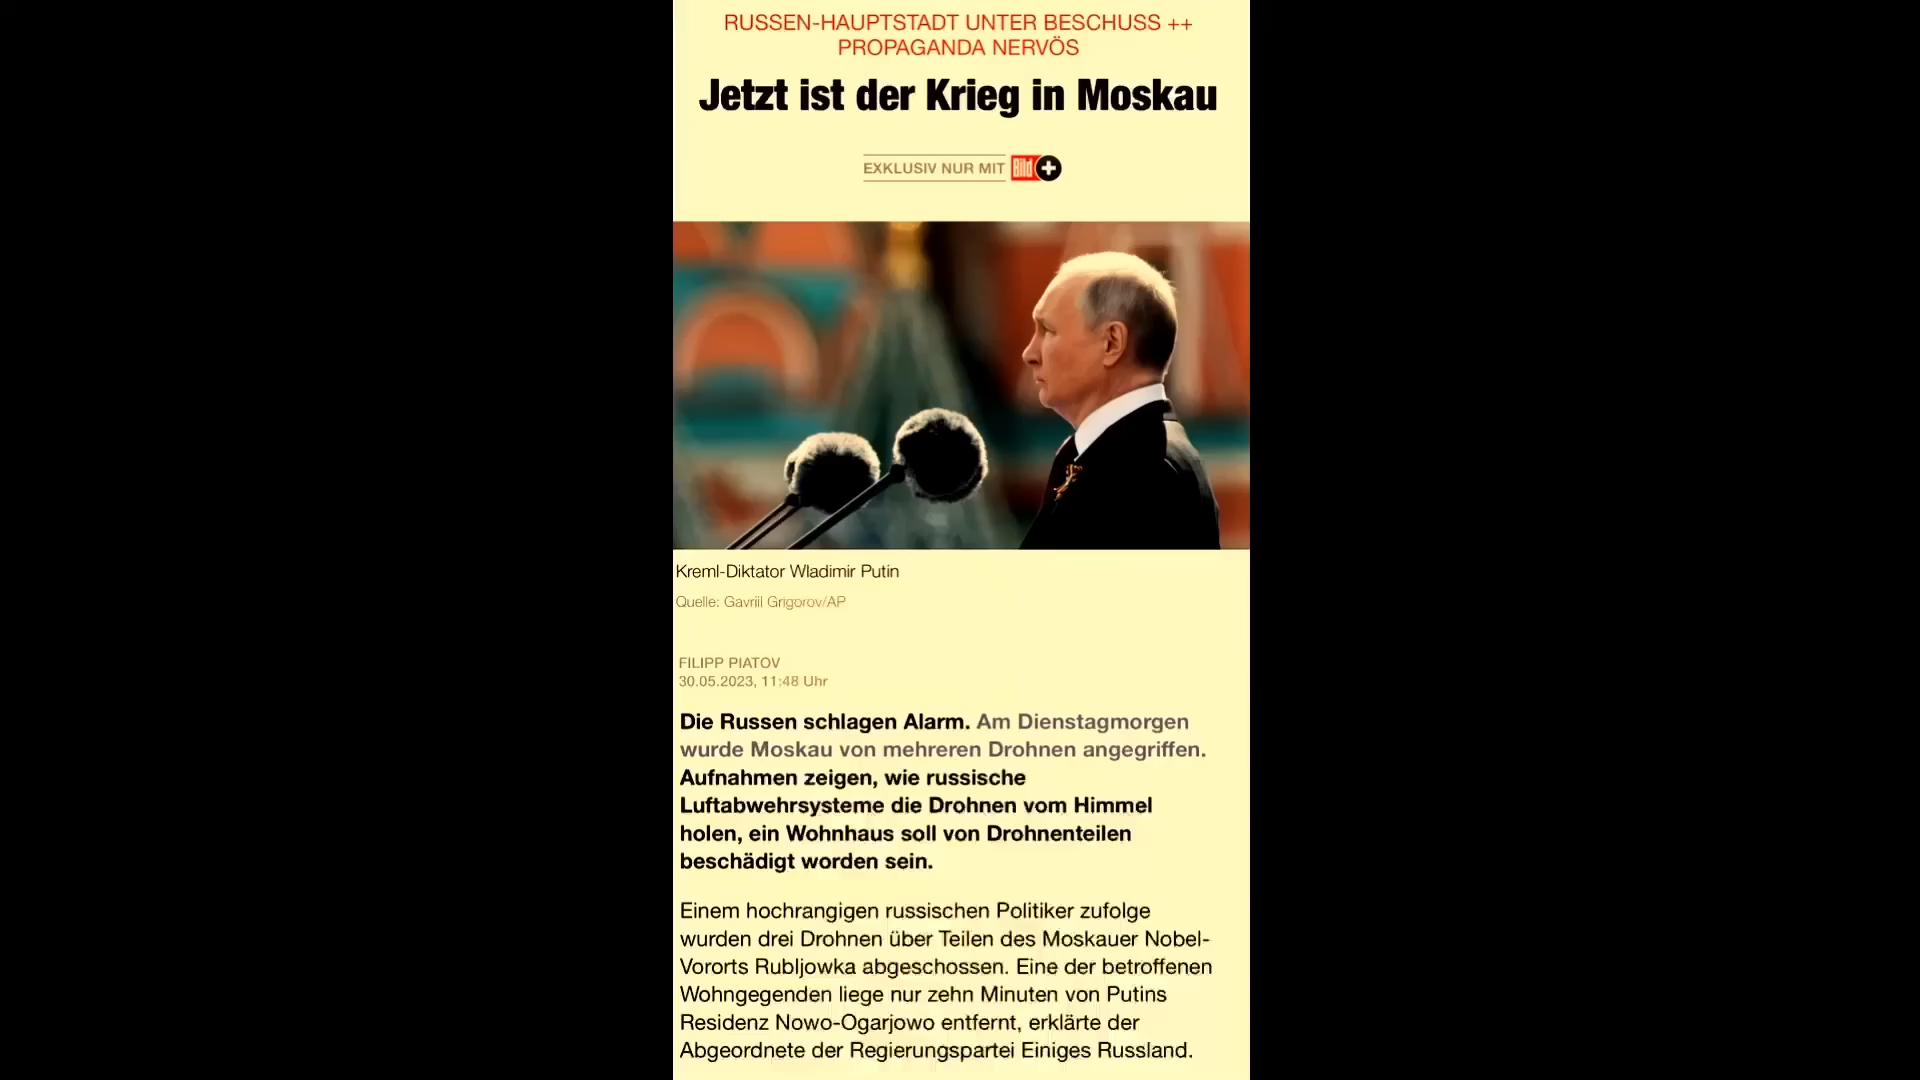 RUSSEN-HAUPTSTADT UNTER BESCHUSS ++
PROPAGANDA NERVÖS
Jetzt ist der Krieg in Moskau
EXKLUSIV NUR MIT Bild +
Kreml-Diktator Wladimir Putin
Quelle: Gavriil Grigorov/AP
FILIPP PIATOV
30.05.2023, 11:48 Uhr
Die Russen schlagen Alarm. Am Dienstagmorgen
wurde Moskau von mehreren Drohnen angegriffen.
Aufnahmen zeigen, wie russische
Luftabwehrsysteme die Drohnen vom Himmel
holen, ein Wohnhaus soll von Drohnenteilen
beschädigt worden sein.
Einem hochrangigen russischen Politiker zufolge
wurden drei Drohnen über Teilen des Moskauer Nobel-
Vororts Rubljowka abgeschossen. Eine der betroffenen
Wohngegenden liege nur zehn Minuten von Putins
Residenz Nowo-Ogarjowo entfernt, erklärte der
Abgeordnete der Regierungspartei Einiges Russland.